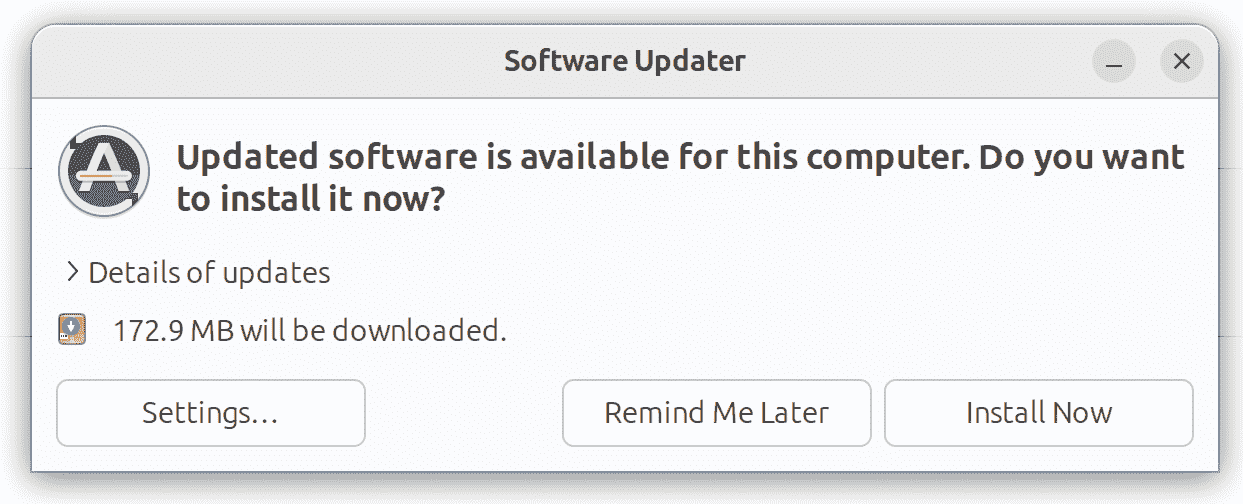 Software Updater
Updated software is available for this computer. Do you want
to install it now?
Details of updates
172.9 MB will be downloaded.
Settings…
Remind Me Later
Install Now